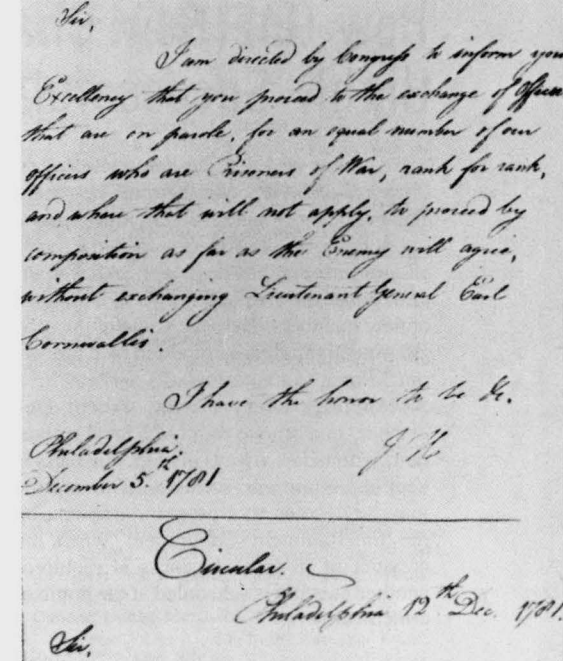 Sir,
I am directed by Congress to inform your
Excellency that you proceed to the exchange of Officers
that are on parole, for an equal number of our
officers who are Prisoners of War, rank for rank,
and where that will not apply, to proceed by
composition as far as the Enemy will agree,
without exchanging Lieutenant General Earl
Cornwallis.
I have the honor to be &c.
J H
Philadelphia.
December 5.th 1781
Circular.
Philadelphia 12th Dec. 1781.
Sir,